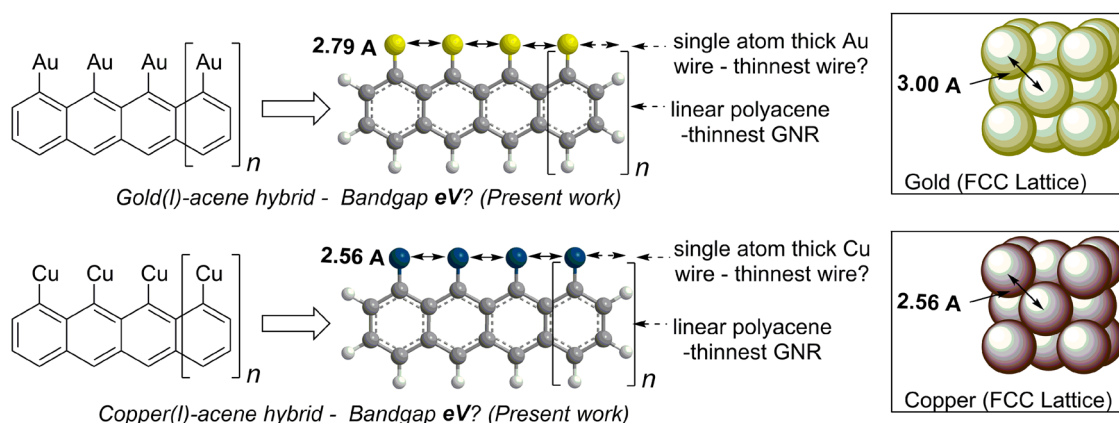 Au Au Au Au
n
2.79 A
n
single atom thick Au
wire - thinnest wire?
linear polyacene
-thinnest GNR
Gold(I)-acene hybrid - Bandgap eV? (Present work)
3.00 A
Gold (FCC Lattice)
Cu Cu Cu Cu
n
2.56 A
n
single atom thick Cu
wire - thinnest wire?
linear polyacene
-thinnest GNR
Copper(I)-acene hybrid - Bandgap eV? (Present work)
2.56 A
Copper (FCC Lattice)